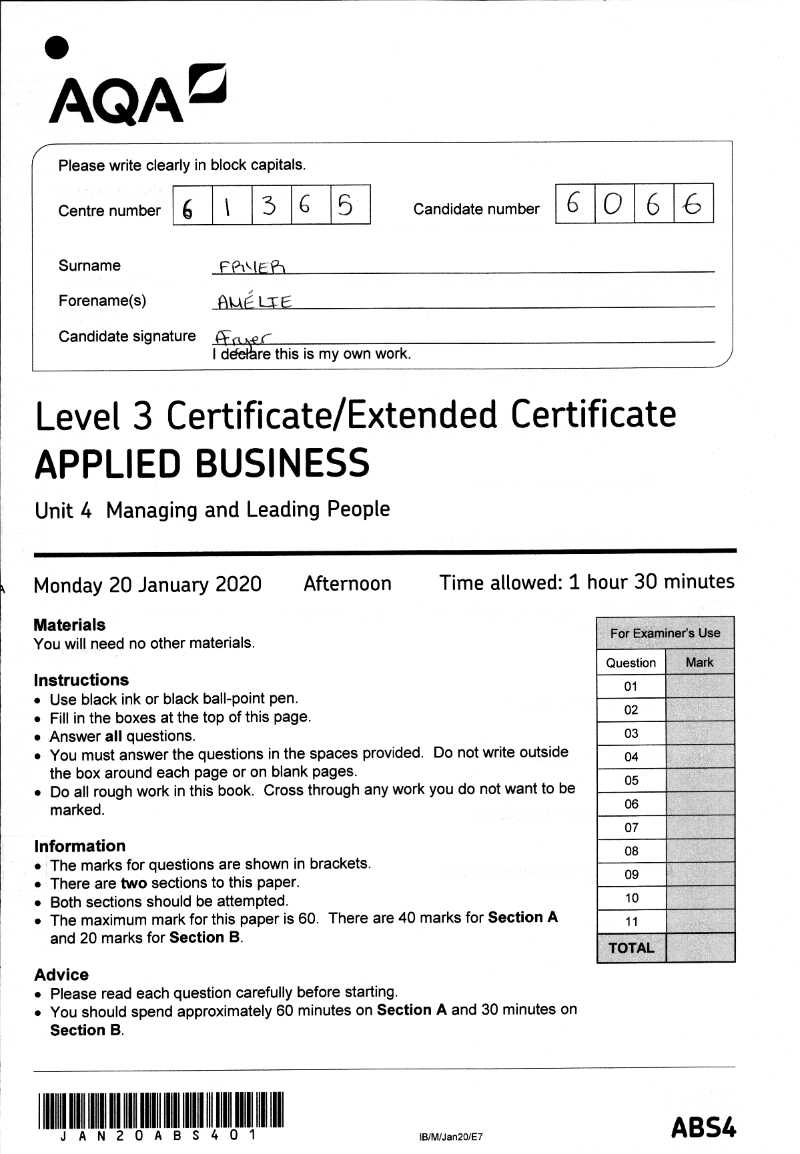 AQA
Please write clearly in block capitals.
Centre number 6 1 3 6 5 Candidate number 6 0 6 6
Surname FRYER
Forename(s) AMÉLIE
Candidate signature AFryer
I declare this is my own work.
Level 3 Certificate/Extended Certificate
APPLIED BUSINESS
Unit 4 Managing and Leading People
Monday 20 January 2020 Afternoon Time allowed: 1 hour 30 minutes
Materials
You will need no other materials.
Instructions
• Use black ink or black ball-point pen.
• Fill in the boxes at the top of this page.
• Answer all questions.
• You must answer the questions in the spaces provided. Do not write outside
the box around each page or on blank pages.
• Do all rough work in this book. Cross through any work you do not want to be
marked.
Information
• The marks for questions are shown in brackets.
• There are two sections to this paper.
• Both sections should be attempted.
• The maximum mark for this paper is 60. There are 40 marks for Section A
and 20 marks for Section B.
Advice
• Please read each question carefully before starting.
• You should spend approximately 60 minutes on Section A and 30 minutes on
Section B.
For Examiner's Use
Question Mark
01
02
03
04
05
06
07
08
09
10
11
TOTAL
J A N 2 0 A B S 4 0 1
IB/M/Jan20/E7
ABS4